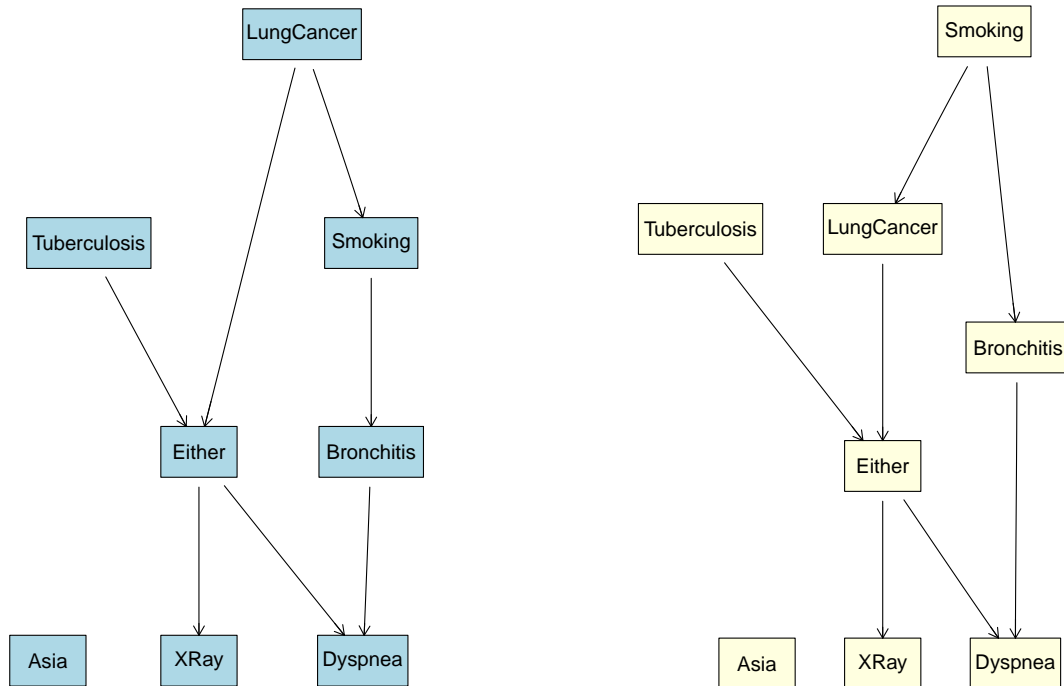 LungCancer
Tuberculosis
Smoking
Either
Bronchitis
Asia
XRay
Dyspnea
Smoking
Tuberculosis
LungCancer
Bronchitis
Either
Asia
XRay
Dyspnea